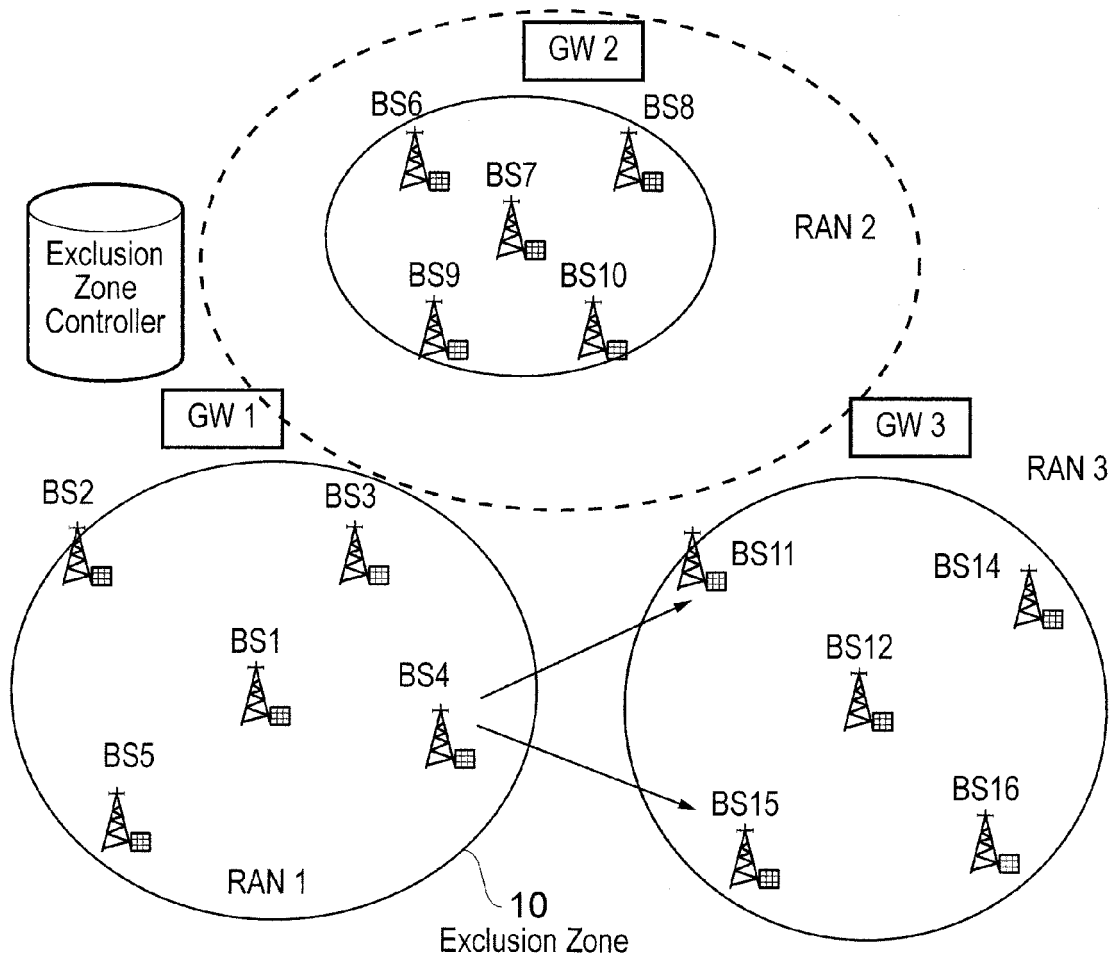 GW 2
BS6
BS8
BS7
RAN 2
Exclusion
Zone
Controller
BS9
BS10
GW 1
GW 3
RAN 3
BS2
BS3
BS11
BS14
BS1
BS4
BS12
BS5
BS15
BS16
RAN 1
10
Exclusion Zone